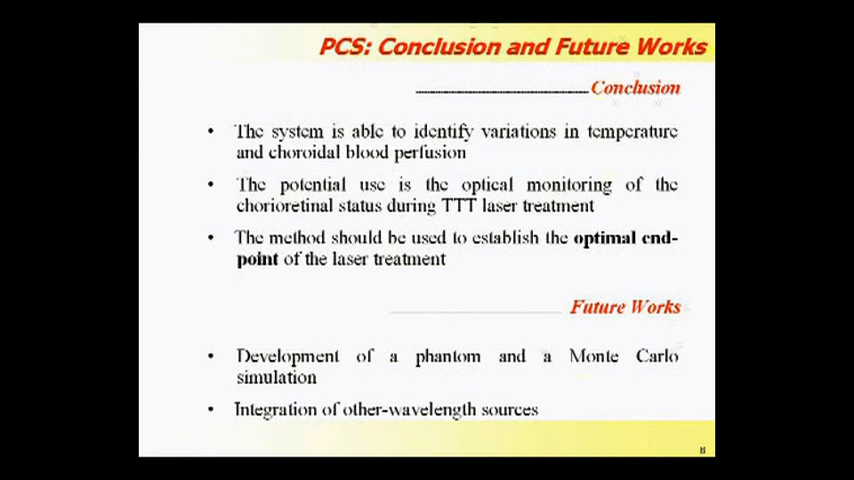 PCS: Conclusion and Future Works
Conclusion
• The system is able to identify variations in temperature
and choroidal blood perfusion
• The potential use is the optical monitoring of the
chorioretinal status during TTT laser treatment
• The method should be used to establish the optimal end-
point of the laser treatment
Future Works
• Development of a phantom and a Monte Carlo
simulation
• Integration of other-wavelength sources
8